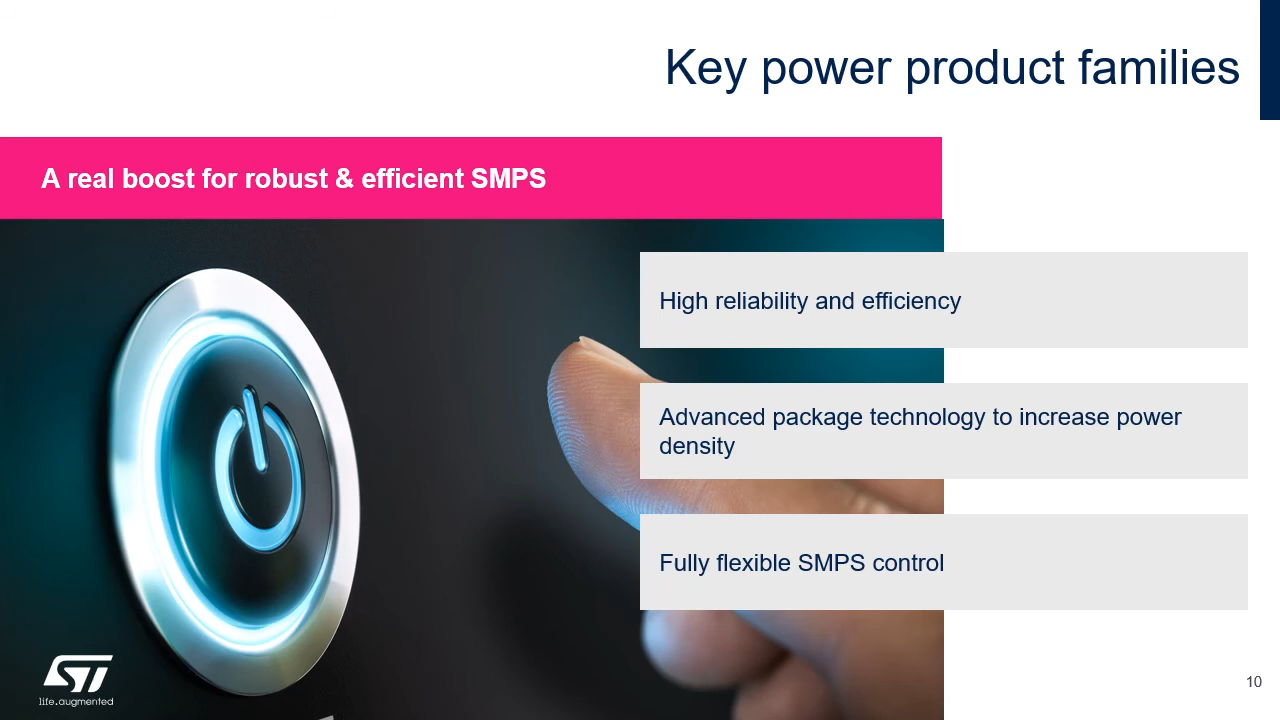 Key power product families
A real boost for robust & efficient SMPS
High reliability and efficiency
Advanced package technology to increase power
density
Fully flexible SMPS control
ST
life.augmented
10